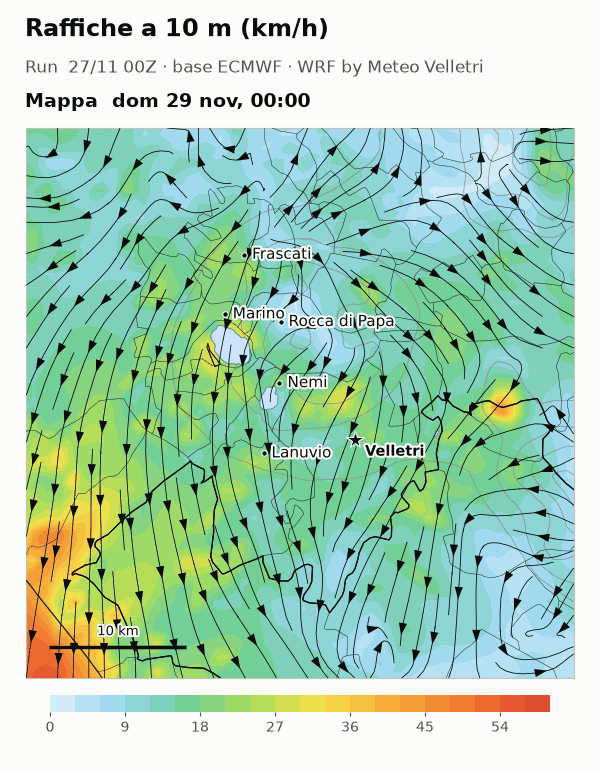 Raffiche a 10 m (km/h)
Run 27/11 00Z · base ECMWF · WRF by Meteo Velletri
Mappa dom 29 nov, 00:00
Frascati
Marino
Rocca di Papa
Nemi
Velletri
Lanuvio
10 km
0 9 18 27 36 45 54